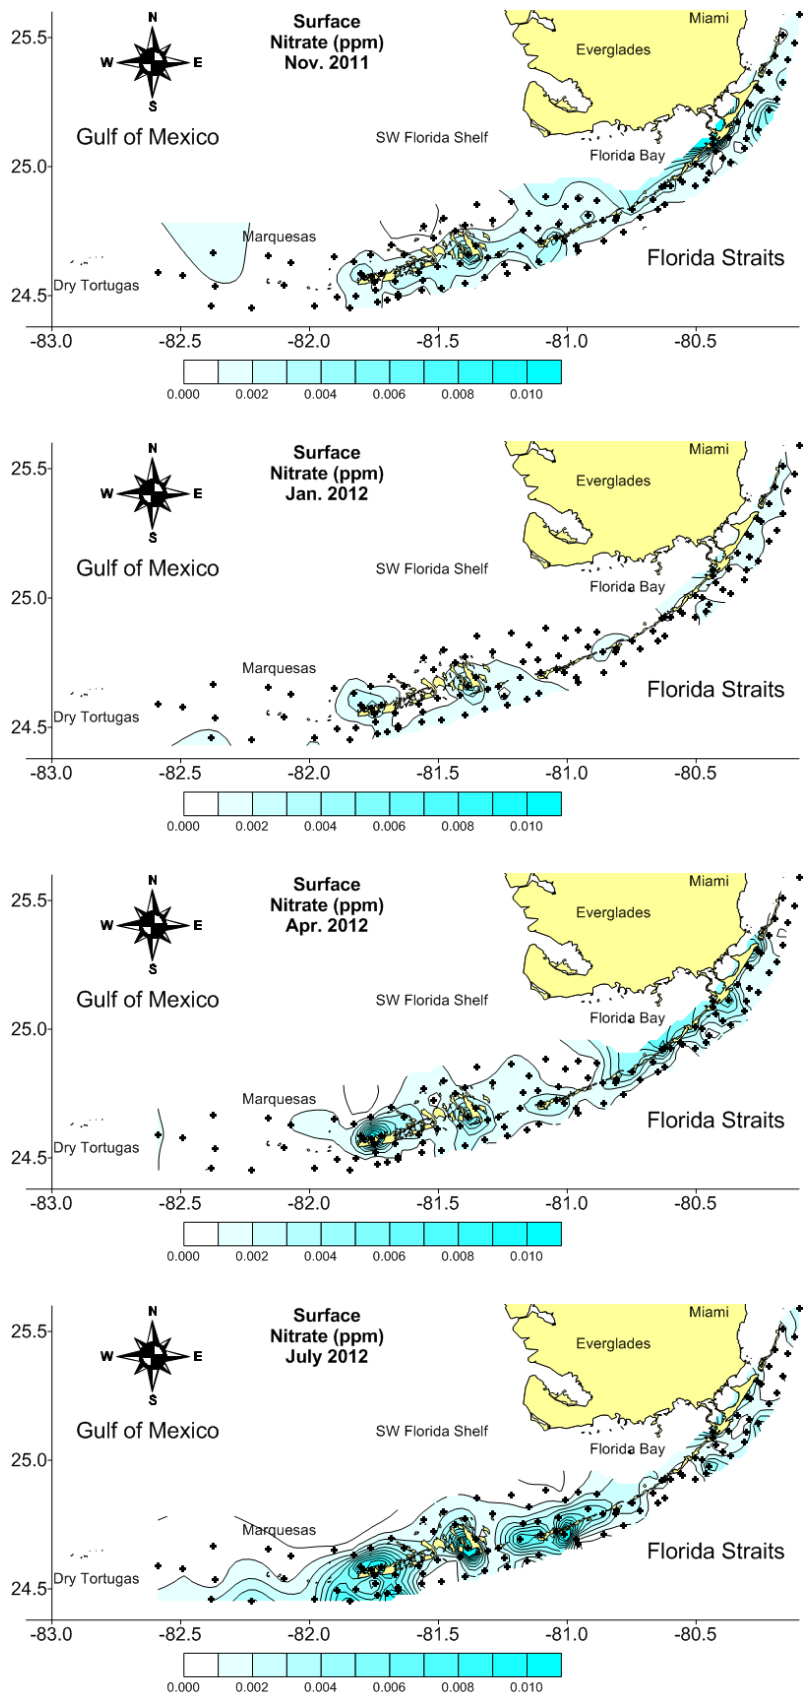 Surface
Nitrate (ppm)
Nov. 2011
N
W E
S
Miami
Everglades
Gulf of Mexico
SW Florida Shelf
Florida Bay
Marquesas
Dry Tortugas
Florida Straits
25.5
25.0
24.5
-83.0 -82.5 -82.0 -81.5 -81.0 -80.5
0.000 0.002 0.004 0.006 0.008 0.010
Surface
Nitrate (ppm)
Jan. 2012
N
W E
S
Miami
Everglades
Gulf of Mexico
SW Florida Shelf
Florida Bay
Marquesas
Dry Tortugas
Florida Straits
25.5
25.0
24.5
-83.0 -82.5 -82.0 -81.5 -81.0 -80.5
0.000 0.002 0.004 0.006 0.008 0.010
Surface
Nitrate (ppm)
Apr. 2012
N
W E
S
Miami
Everglades
Gulf of Mexico
SW Florida Shelf
Florida Bay
Marquesas
Dry Tortugas
Florida Straits
25.5
25.0
24.5
-83.0 -82.5 -82.0 -81.5 -81.0 -80.5
0.000 0.002 0.004 0.006 0.008 0.010
Surface
Nitrate (ppm)
July 2012
N
W E
S
Miami
Everglades
Gulf of Mexico
SW Florida Shelf
Florida Bay
Marquesas
Dry Tortugas
Florida Straits
25.5
25.0
24.5
-83.0 -82.5 -82.0 -81.5 -81.0 -80.5
0.000 0.002 0.004 0.006 0.008 0.010